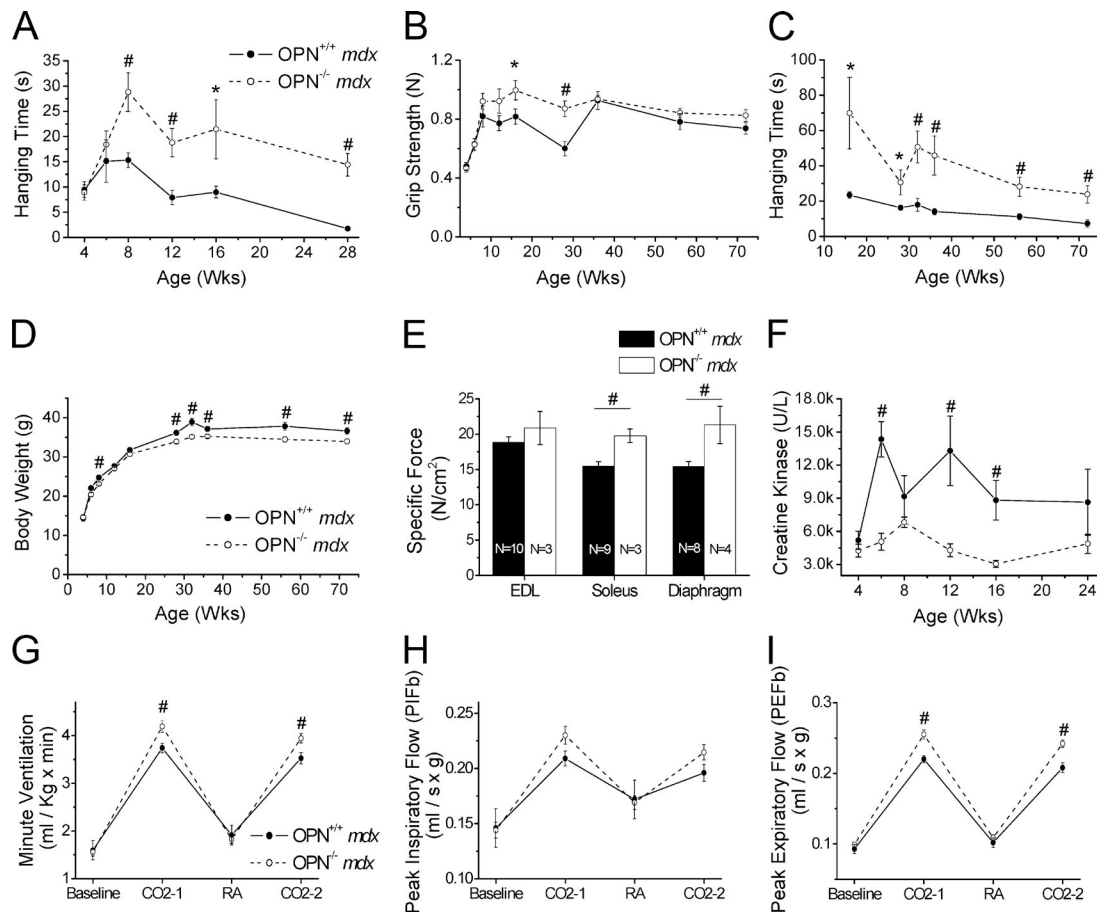 A
OPN+/+ mdx
OPN-/- mdx
Hanging Time (s)
35
30
25
20
15
10
5
0
#
#
*
#
4 8 12 16 20 24 28
Age (Wks)
B
Grip Strength (N)
1.2
0.8
0.4
0.0
*
#
10 20 30 40 50 60 70
Age (Wks)
C
Hanging Time (s)
100
80
60
40
20
0
*
*
#
#
#
#
10 20 30 40 50 60 70
Age (Wks)
D
Body Weight (g)
50
40
30
20
10
0
#
#
#
#
#
#
OPN+/+ mdx
OPN-/- mdx
0 10 20 30 40 50 60 70
Age (Wks)
E
OPN+/+ mdx
OPN-/- mdx
Specific Force
(N/cm2)
25
20
15
10
5
0
#
#
N=10 N=3 N=9 N=3 N=8 N=4
EDL Soleus Diaphragm
F
Creatine Kinase (U/L)
18.0k
15.0k
12.0k
9.0k
6.0k
3.0k
#
#
#
4 8 12 16 20 24
Age (Wks)
G
Minute Ventilation
(ml / Kg x min)
4
3
2
1
#
#
OPN+/+ mdx
OPN-/- mdx
Baseline CO2-1 RA CO2-2
H
Peak Inspiratory Flow (PIFb)
(ml / s x g)
0.25
0.20
0.15
0.10
Baseline CO2-1 RA CO2-2
I
Peak Expiratory Flow (PEFb)
(ml / s x g)
0.3
0.2
0.1
#
#
Baseline CO2-1 RA CO2-2